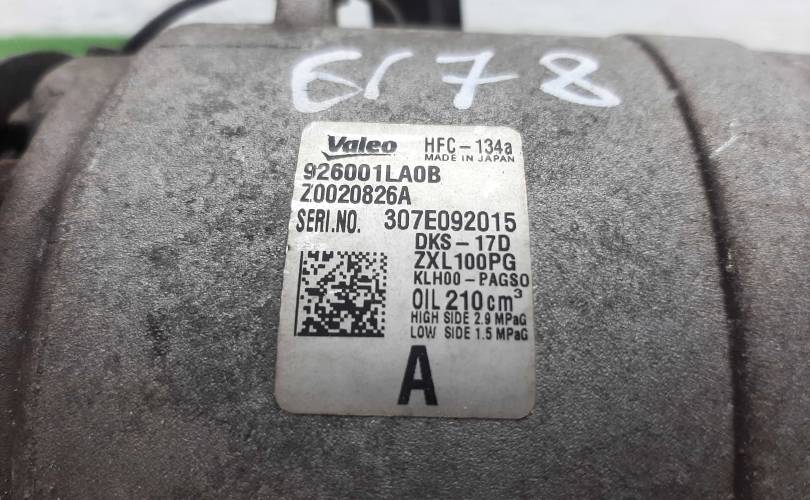 6178
Valeo HFC-134a
MADE IN JAPAN
926001LA0B
Z0020826A
SERI.NO. 307E092015
DKS-17D
ZXL100PG
KLH00-PAGS0
OIL 210cm³
HIGH SIDE 2.9 MPaG
LOW SIDE 1.5 MPaG
A